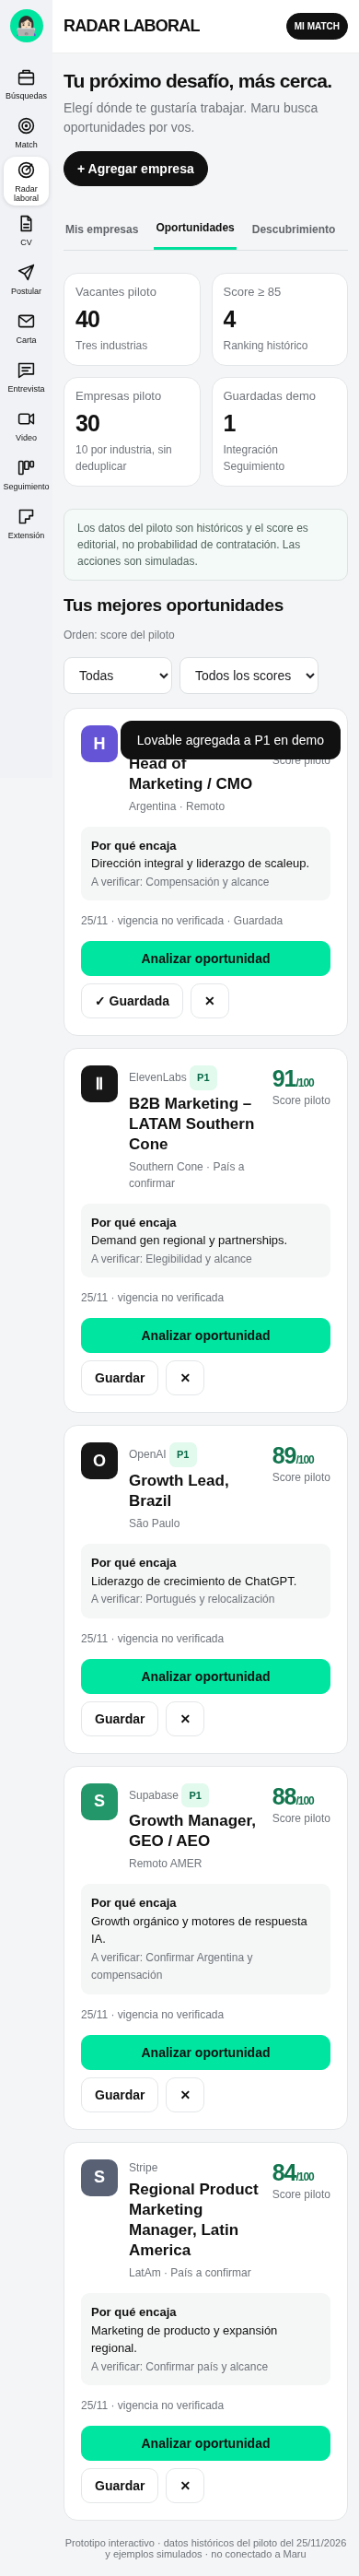 RADAR LABORAL
MI MATCH
Búsquedas
Match
Radar
laboral
CV
Postular
Carta
Entrevista
Video
Seguimiento
Extensión
Tu próximo desafío, más cerca.
Elegí dónde te gustaría trabajar. Maru busca
oportunidades por vos.
+ Agregar empresa
Mis empresas
Oportunidades
Descubrimiento
Vacantes piloto
40
Tres industrias
Score ≥ 85
4
Ranking histórico
Empresas piloto
30
10 por industria, sin
deduplicar
Guardadas demo
1
Integración
Seguimiento
Los datos del piloto son históricos y el score es
editorial, no probabilidad de contratación. Las
acciones son simuladas.
Tus mejores oportunidades
Orden: score del piloto
Todas
Todos los scores
H
Lovable agregada a P1 en demo
Head of
Marketing / CMO
Argentina · Remoto
Score piloto
Por qué encaja
Dirección integral y liderazgo de scaleup.
A verificar: Compensación y alcance
25/11 · vigencia no verificada · Guardada
Analizar oportunidad
✓ Guardada
✕
II
ElevenLabs P1
B2B Marketing –
LATAM Southern
Cone
Southern Cone · País a
confirmar
91/100
Score piloto
Por qué encaja
Demand gen regional y partnerships.
A verificar: Elegibilidad y alcance
25/11 · vigencia no verificada
Analizar oportunidad
Guardar
✕
O
OpenAI P1
Growth Lead,
Brazil
São Paulo
89/100
Score piloto
Por qué encaja
Liderazgo de crecimiento de ChatGPT.
A verificar: Portugués y relocalización
25/11 · vigencia no verificada
Analizar oportunidad
Guardar
✕
S
Supabase P1
Growth Manager,
GEO / AEO
Remoto AMER
88/100
Score piloto
Por qué encaja
Growth orgánico y motores de respuesta
IA.
A verificar: Confirmar Argentina y
compensación
25/11 · vigencia no verificada
Analizar oportunidad
Guardar
✕
S
Stripe
Regional Product
Marketing
Manager, Latin
America
LatAm · País a confirmar
84/100
Score piloto
Por qué encaja
Marketing de producto y expansión
regional.
A verificar: Confirmar país y alcance
25/11 · vigencia no verificada
Analizar oportunidad
Guardar
✕
Prototipo interactivo · datos históricos del piloto del 25/11/2026
y ejemplos simulados · no conectado a Maru